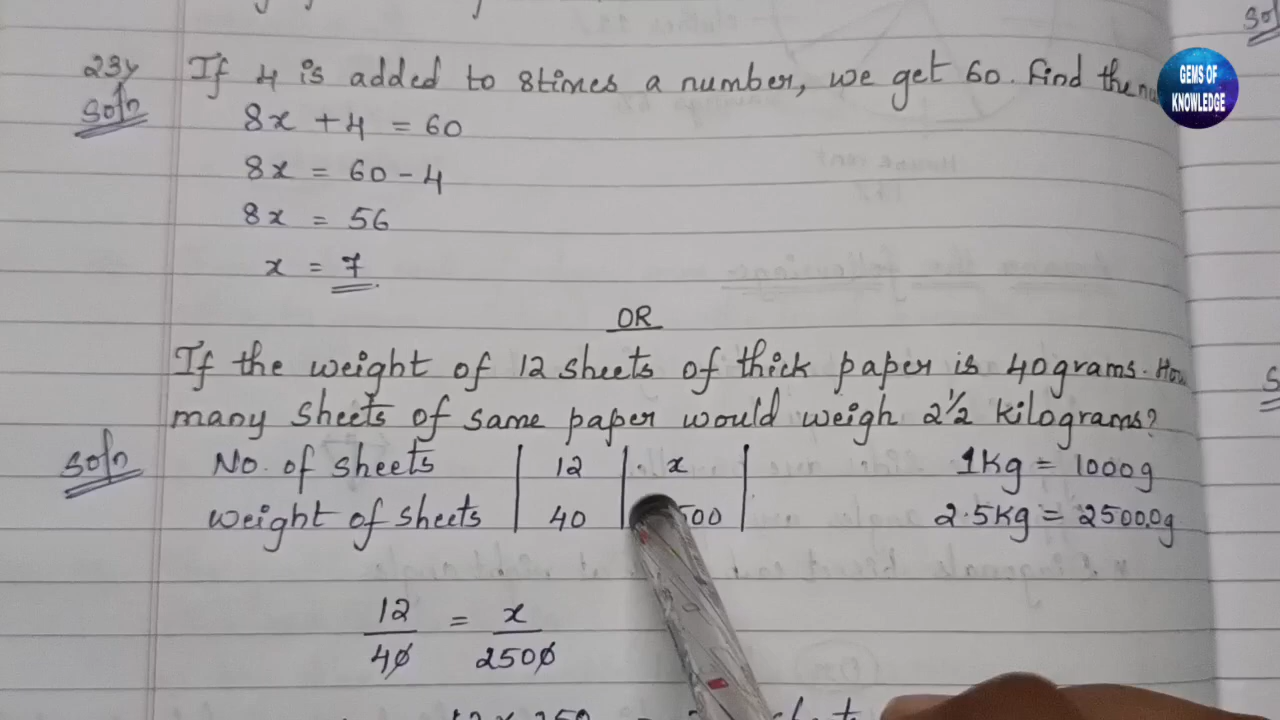 23) If 4 is added to 8times a number, we get 60. Find the
Soln
8x + 4 = 60
8x = 60 - 4
8x = 56
x = 7
OR
If the weight of 12 sheets of thick paper is 40grams. How
many sheets of same paper would weigh 2½ kilograms?
Soln No. of sheets | 12 | x | 1Kg = 1000g
weight of sheets | 40 | 500 | 2.5Kg = 2500.0g
12/40 = x/2500
GEMS OF
KNOWLEDGE